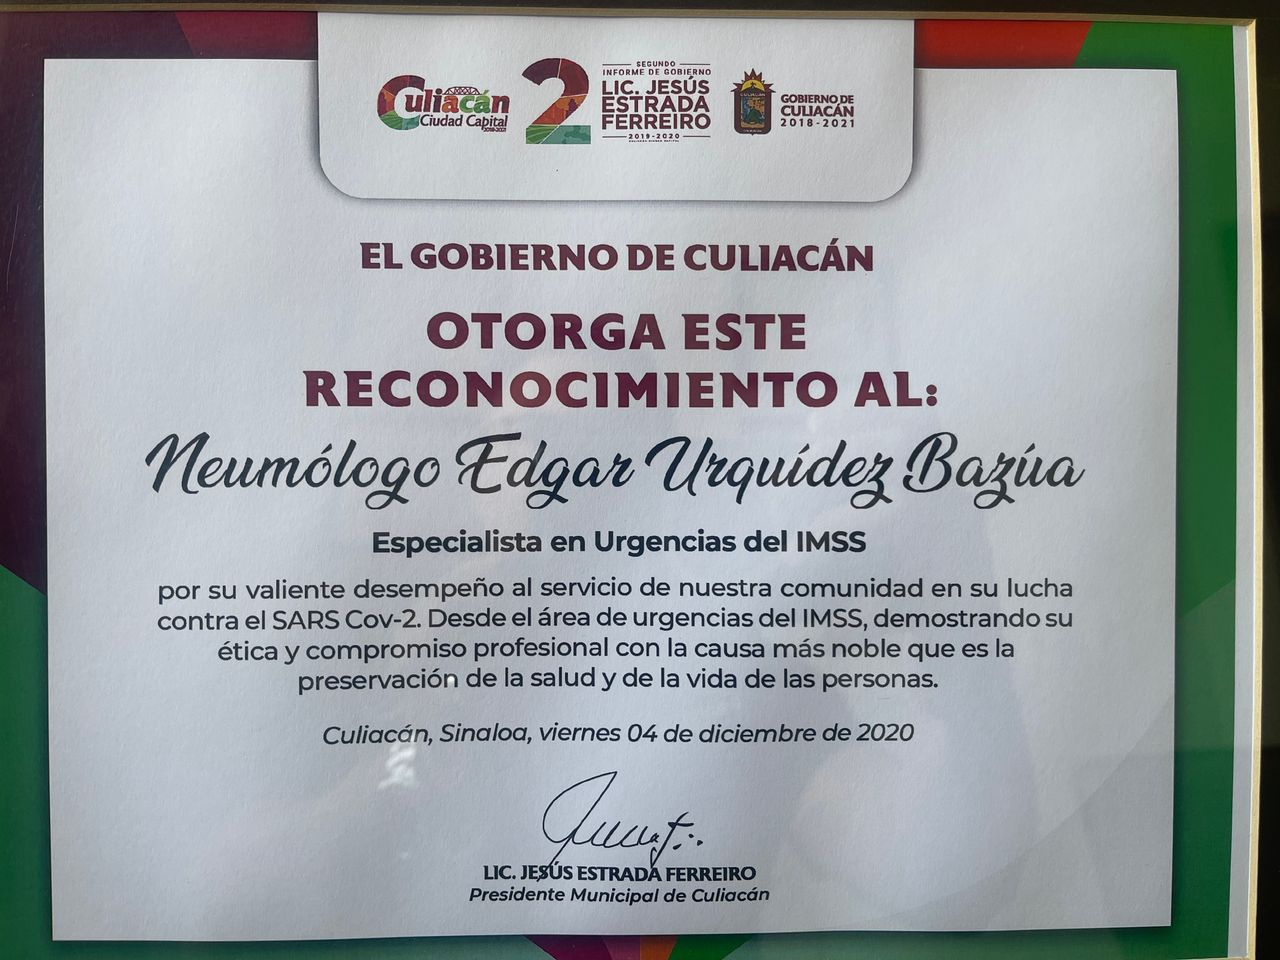 Culiacán
Ciudad Capital
2018-2021
2
SEGUNDO
INFORME DE GOBIERNO
LIC. JESÚS
ESTRADA
FERREIRO
2019-2020
GOBIERNO DE
CULIACÁN
2018-2021
EL GOBIERNO DE CULIACÁN
OTORGA ESTE
RECONOCIMIENTO AL:
Neumólogo Edgar Urquídez Bazúa
Especialista en Urgencias del IMSS
por su valiente desempeño al servicio de nuestra comunidad en su lucha
contra el SARS Cov-2. Desde el área de urgencias del IMSS, demostrando su
ética y compromiso profesional con la causa más noble que es la
preservación de la salud y de la vida de las personas.
Culiacán, Sinaloa, viernes 04 de diciembre de 2020
LIC. JESÚS ESTRADA FERREIRO
Presidente Municipal de Culiacán